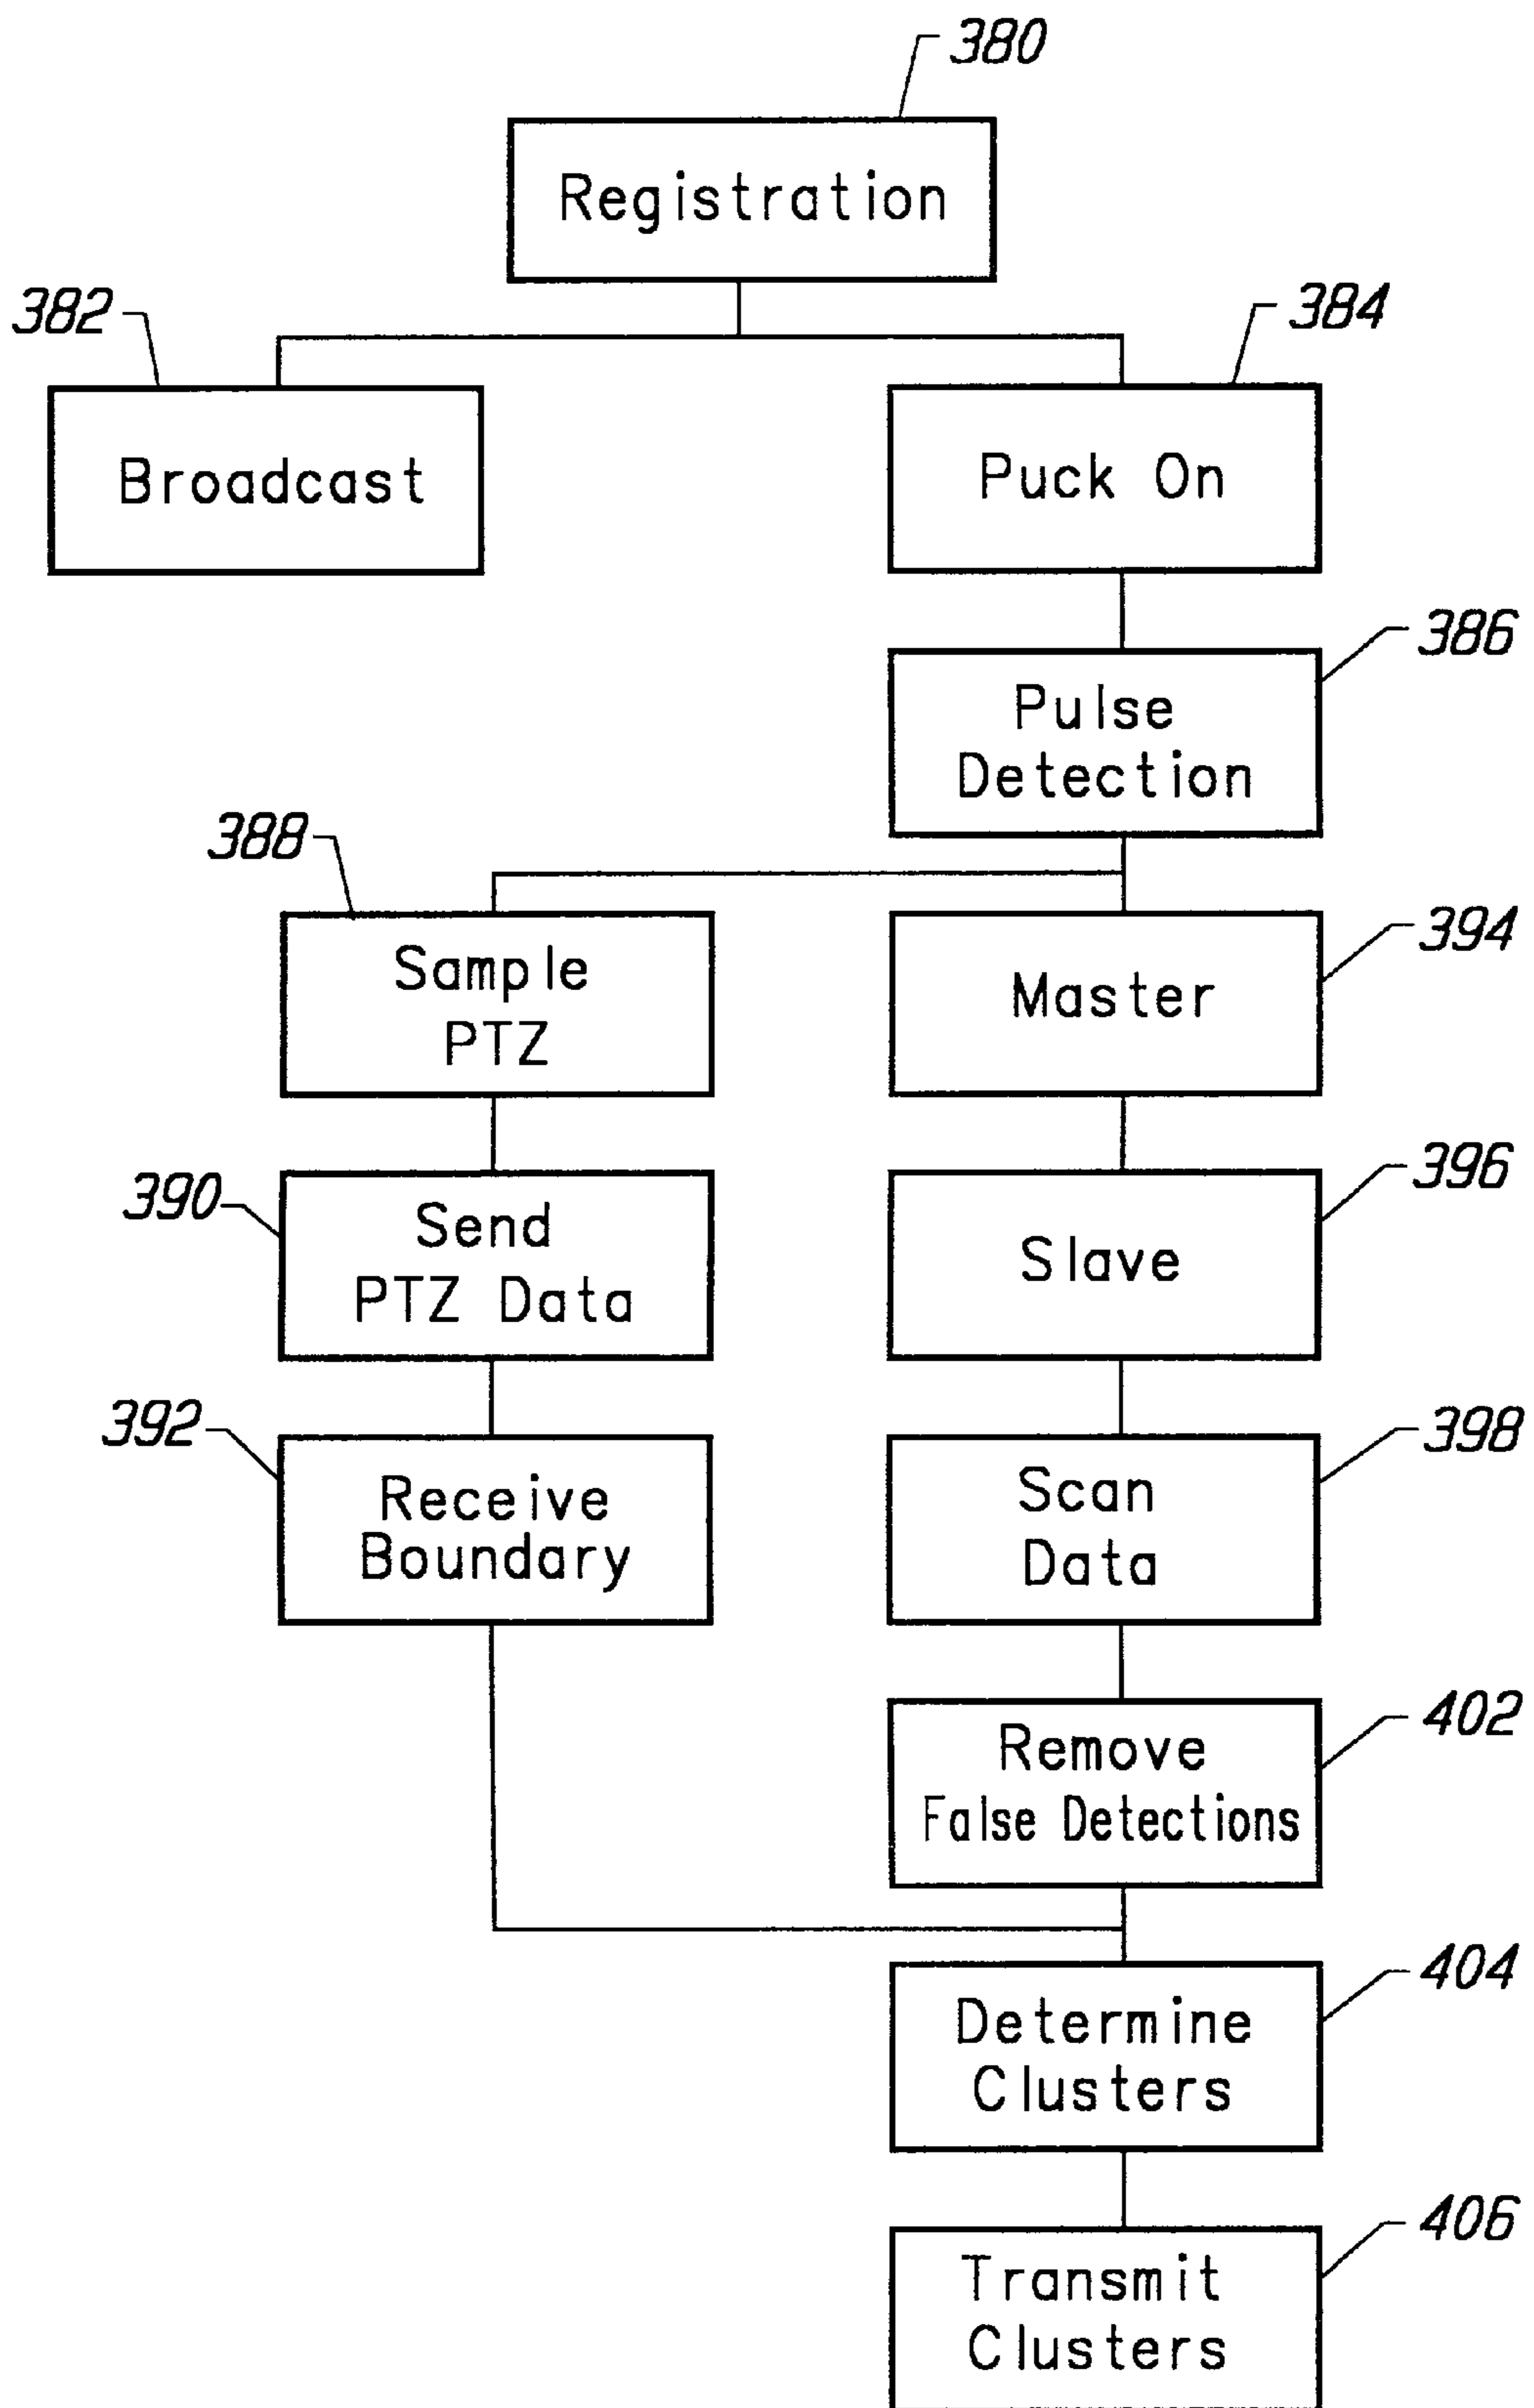 380
Registration
382
384
Broadcast
Puck On
386
Pulse
Detection
388
394
Sample
PTZ
Master
390
396
Send
PTZ Data
Slave
392
398
Receive
Boundary
Scan
Data
402
Remove
False Detections
404
Determine
Clusters
406
Transmit
Clusters